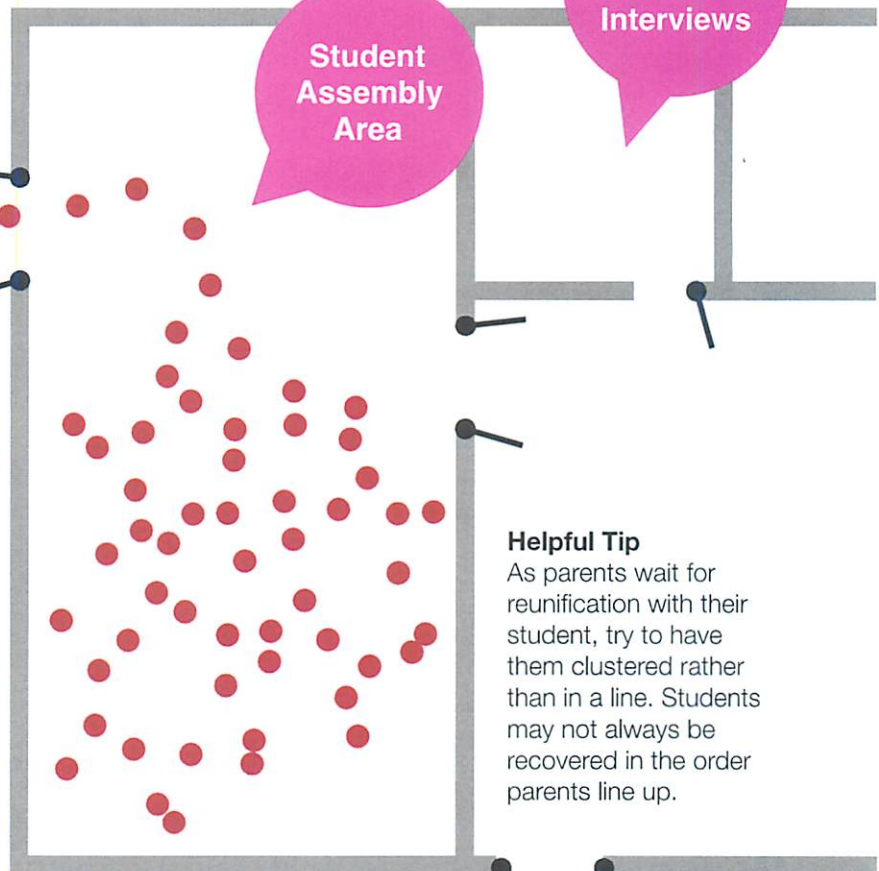 Student
Assembly
Area
Interviews
Helpful Tip
As parents wait for
reunification with their
student, try to have
them clustered rather
than in a line. Students
may not always be
recovered in the order
parents line up.